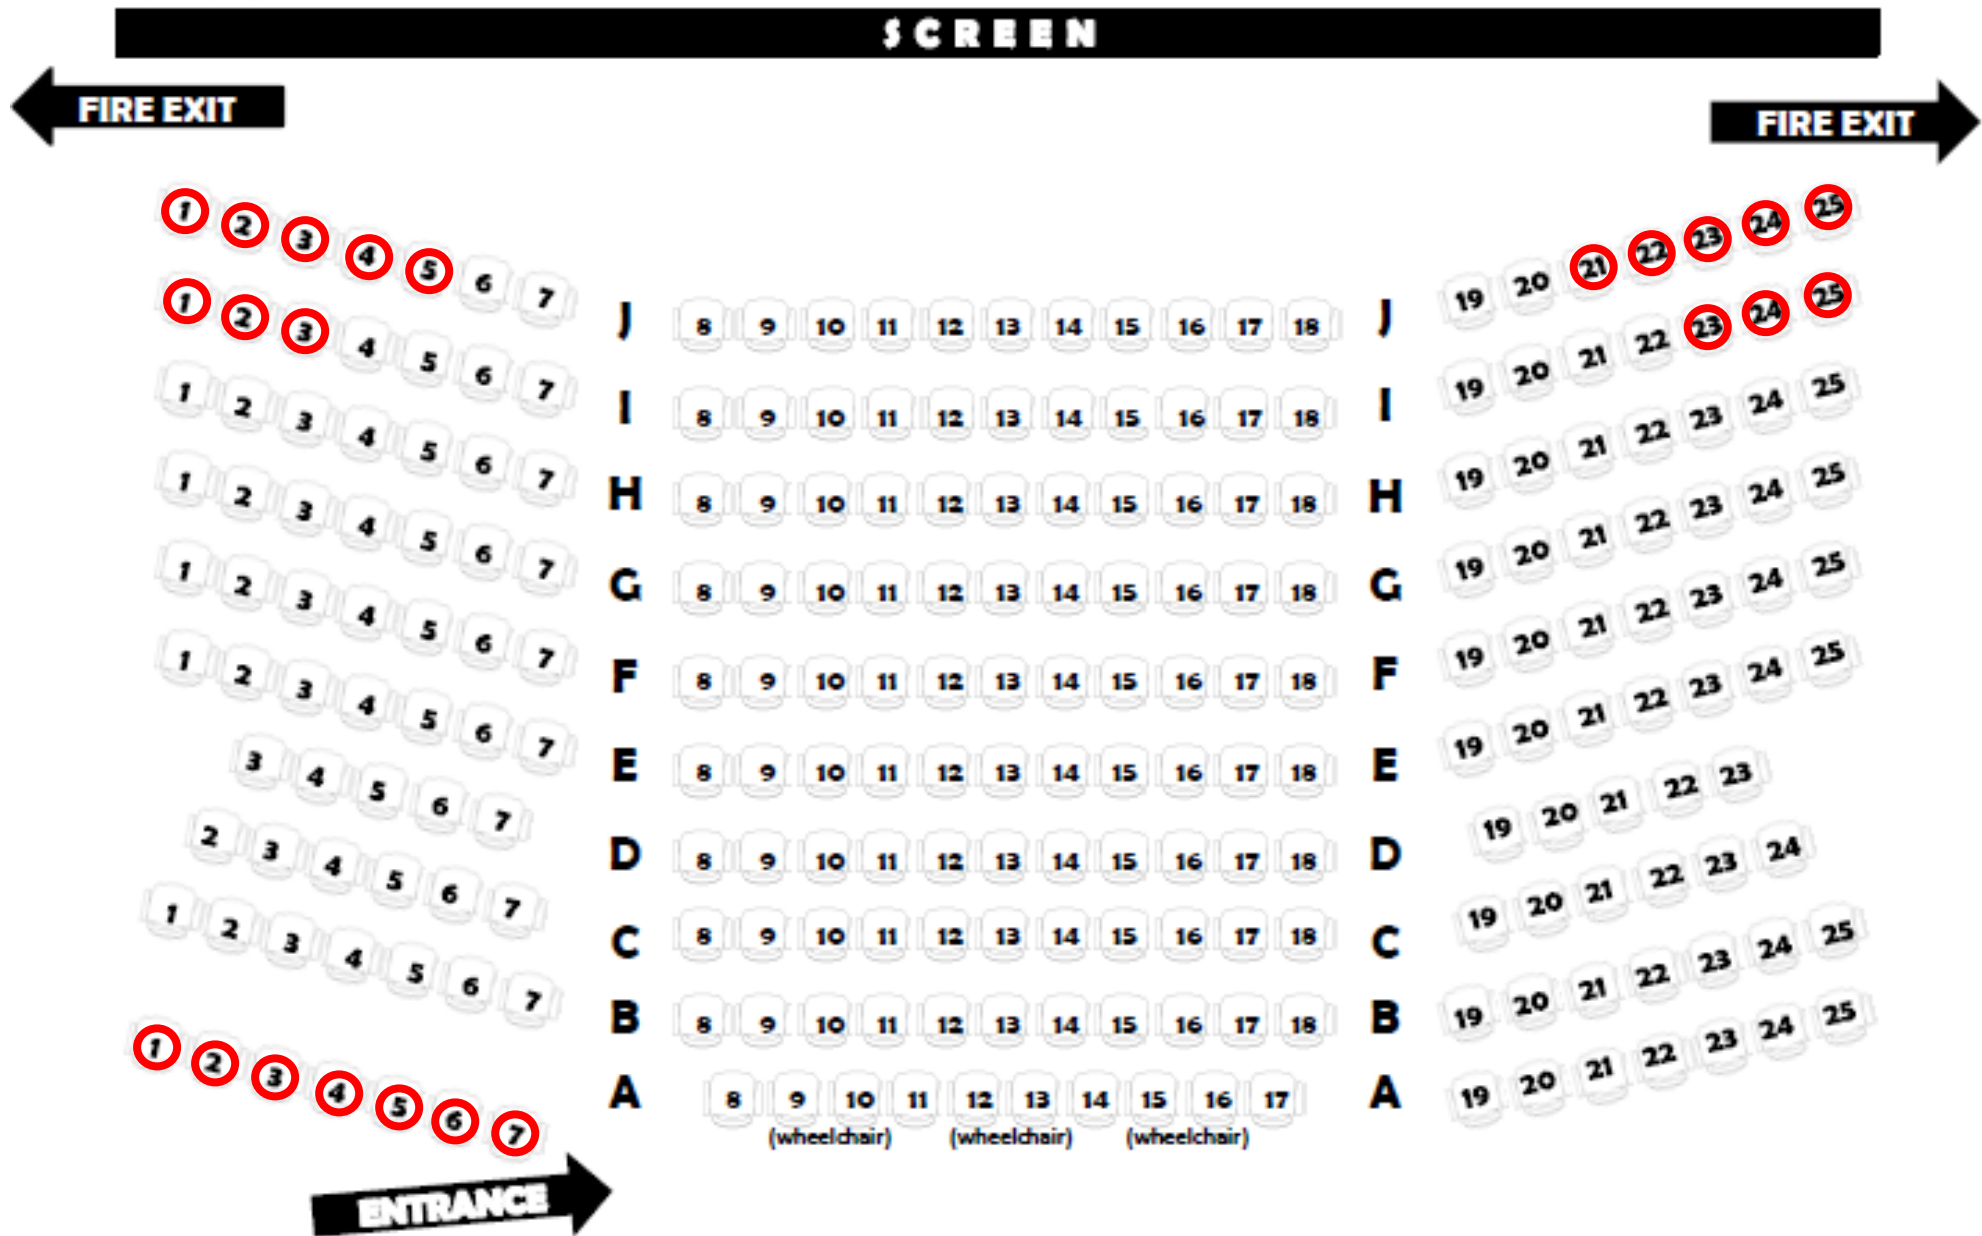 SCREEN
FIRE EXIT
FIRE EXIT
1 2 3 4 5 6 7 J 8 9 10 11 12 13 14 15 16 17 18 J 19 20 21 22 23 24 25
1 2 3 4 5 6 7 I 8 9 10 11 12 13 14 15 16 17 18 I 19 20 21 22 23 24 25
1 2 3 4 5 6 7 H 8 9 10 11 12 13 14 15 16 17 18 H 19 20 21 22 23 24 25
1 2 3 4 5 6 7 G 8 9 10 11 12 13 14 15 16 17 18 G 19 20 21 22 23 24 25
1 2 3 4 5 6 7 F 8 9 10 11 12 13 14 15 16 17 18 F 19 20 21 22 23 24 25
1 2 3 4 5 6 7 E 8 9 10 11 12 13 14 15 16 17 18 E 19 20 21 22 23 24 25
3 4 5 6 7 D 8 9 10 11 12 13 14 15 16 17 18 D 19 20 21 22 23
2 3 4 5 6 7 C 8 9 10 11 12 13 14 15 16 17 18 C 19 20 21 22 23 24
1 2 3 4 5 6 7 B 8 9 10 11 12 13 14 15 16 17 18 B 19 20 21 22 23 24 25
1 2 3 4 5 6 7 A 8 9 10 11 12 13 14 15 16 17 A 19 20 21 22 23 24 25
(wheelchair) (wheelchair) (wheelchair)
ENTRANCE